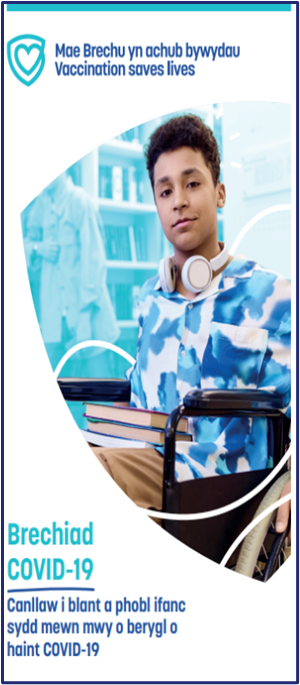 Mae Brechu yn achub bywydau
Vaccination saves lives
Brechiad
COVID-19
Canllaw i blant a phobl ifanc
sydd mewn mwy o berygl o
haint COVID-19